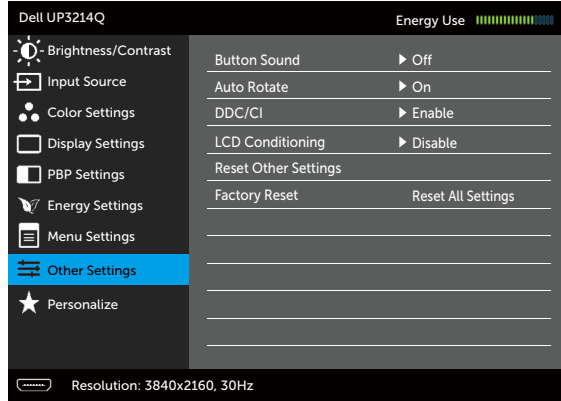 Dell UP3214Q
Energy Use
Brightness/Contrast
Input Source
Color Settings
Display Settings
PBP Settings
Energy Settings
Menu Settings
Other Settings
Personalize
Button Sound Off
Auto Rotate On
DDC/CI Enable
LCD Conditioning Disable
Reset Other Settings
Factory Reset Reset All Settings
Resolution: 3840x2160, 30Hz